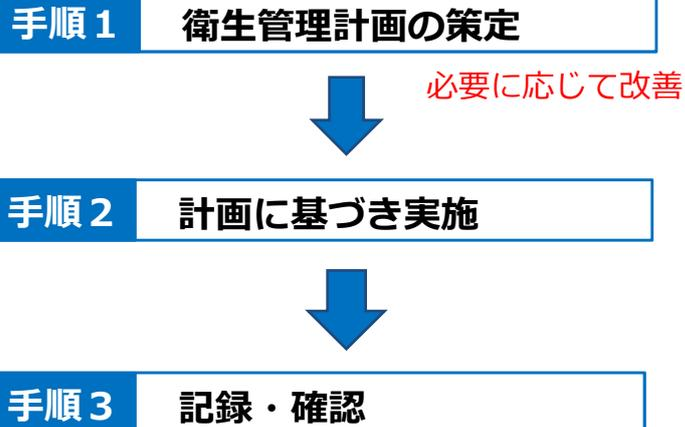 手順１ 衛生管理計画の策定
必要に応じて改善
手順２ 計画に基づき実施
手順３ 記録・確認